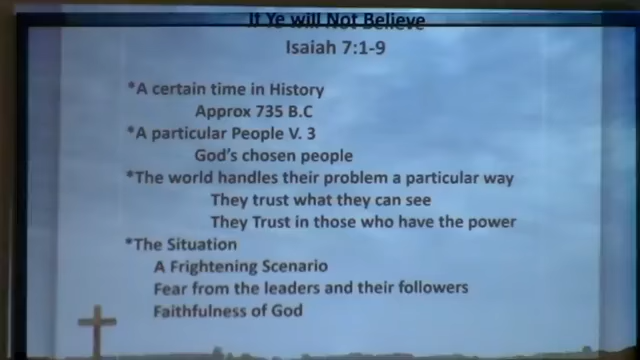 If Ye will Not Believe
Isaiah 7:1-9
*A certain time in History
Approx 735 B.C
*A particular People V. 3
God's chosen people
*The world handles their problem a particular way
They trust what they can see
They Trust in those who have the power
*The Situation
A Frightening Scenario
Fear from the leaders and their followers
Faithfulness of God